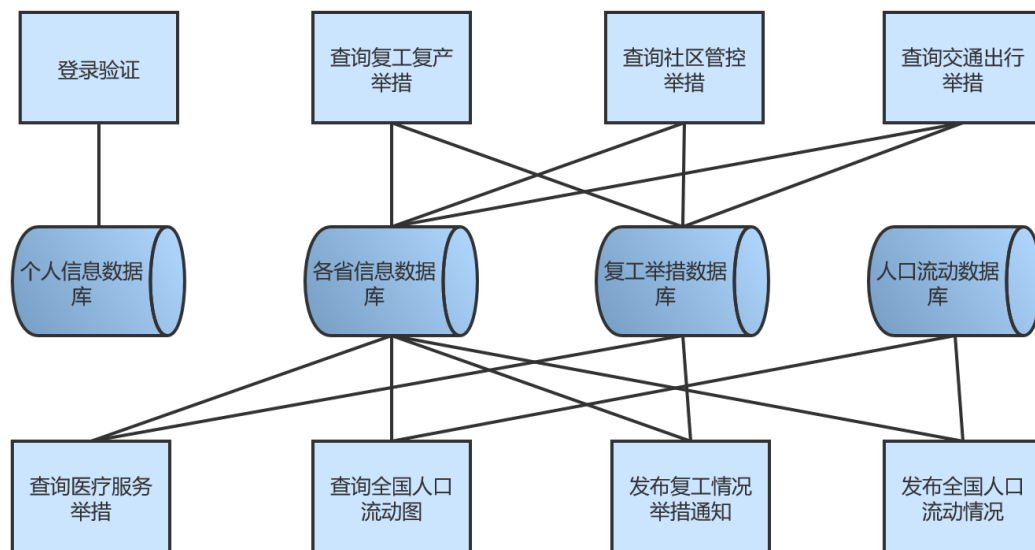 登录验证
查询复工复产
举措
查询社区管控
举措
查询交通出行
举措
个人信息数据
库
各省信息数据
库
复工举措数据
库
人口流动数据
库
查询医疗服务
举措
查询全国人口
流动图
发布复工情况
举措通知
发布全国人口
流动情况